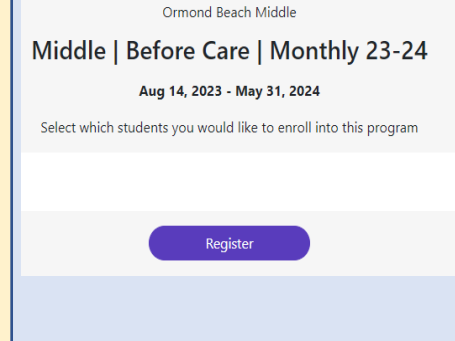 Ormond Beach Middle
Middle | Before Care | Monthly 23-24
Aug 14, 2023 - May 31, 2024
Select which students you would like to enroll into this program
Register